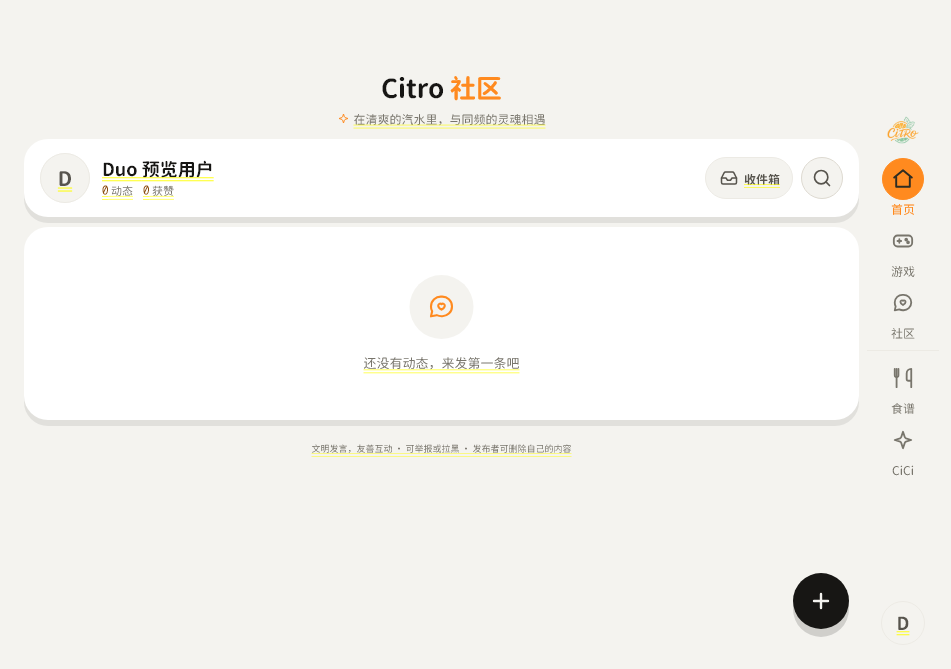 Citro 社区
在清爽的汽水里，与同频的灵魂相遇
D
Duo 预览用户
0 动态 0 获赞
收件箱
还没有动态，来发第一条吧
文明发言，友善互动 · 可举报或拉黑 · 发布者可删除自己的内容
Citro
首页
游戏
社区
食谱
CiCi
D